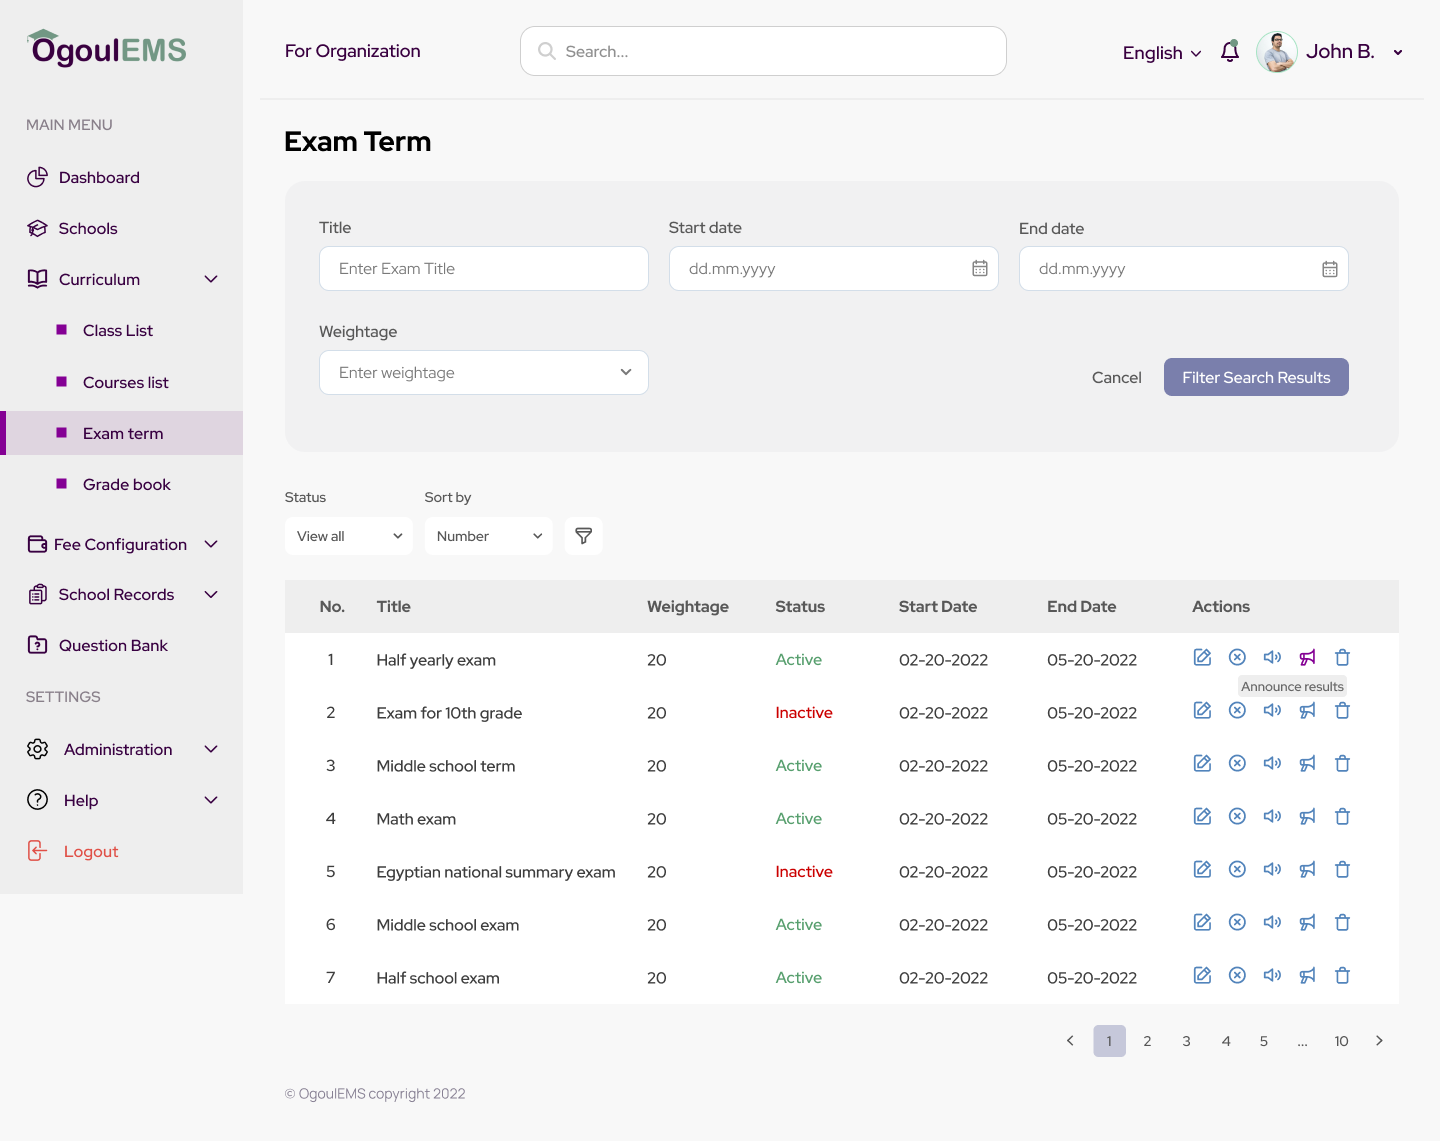 OgoulEMS
For Organization
Search...
English
John B.
MAIN MENU
Dashboard
Schools
Curriculum
Class List
Courses list
Exam term
Grade book
Fee Configuration
School Records
Question Bank
SETTINGS
Administration
Help
Logout
Exam Term
Title Start date End date
Enter Exam Title dd.mm.yyyy dd.mm.yyyy
Weightage
Enter weightage
Cancel Filter Search Results
Status Sort by
View all Number
No. Title Weightage Status Start Date End Date Actions
1 Half yearly exam 20 Active 02-20-2022 05-20-2022
Announce results
2 Exam for 10th grade 20 Inactive 02-20-2022 05-20-2022
3 Middle school term 20 Active 02-20-2022 05-20-2022
4 Math exam 20 Active 02-20-2022 05-20-2022
5 Egyptian national summary exam 20 Inactive 02-20-2022 05-20-2022
6 Middle school exam 20 Active 02-20-2022 05-20-2022
7 Half school exam 20 Active 02-20-2022 05-20-2022
1 2 3 4 5 ... 10
© OgoulEMS copyright 2022